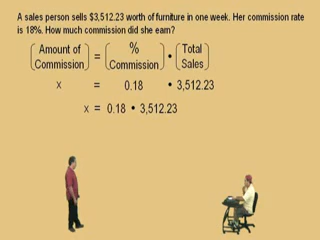 A sales person sells $3,512.23 worth of furniture in one week. Her commission rate
is 18%. How much commission did she earn?
Amount of Commission = % Commission • Total Sales
x = 0.18 • 3,512.23
x = 0.18 • 3,512.23